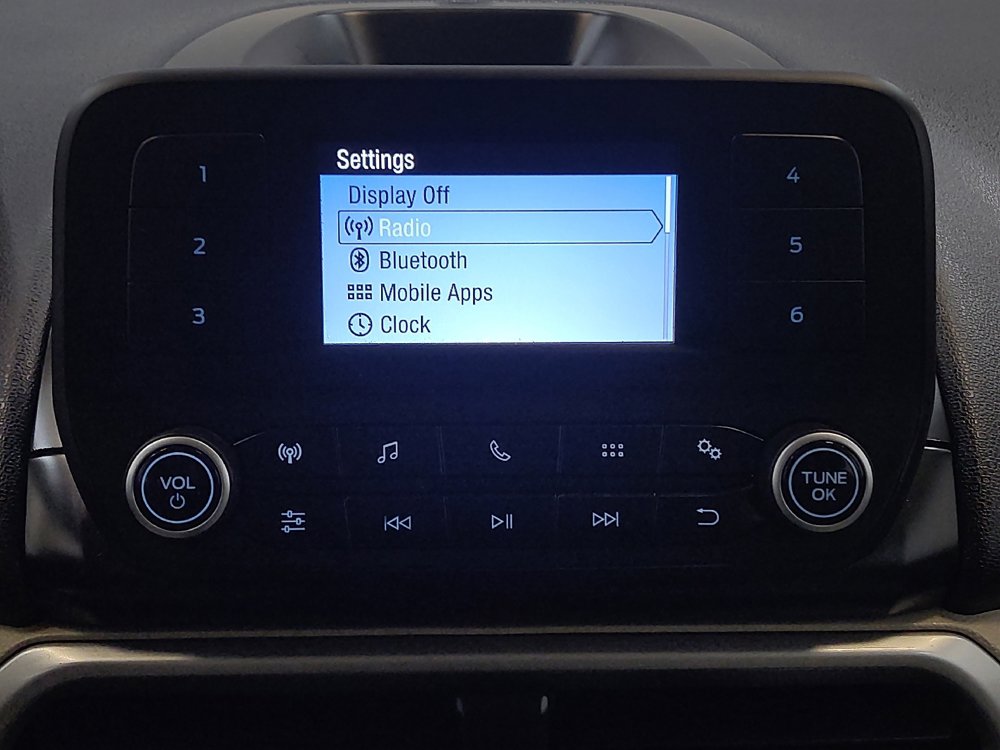 Settings
Display Off
Radio
Bluetooth
Mobile Apps
Clock
1
2
3
4
5
6
VOL
TUNE
OK